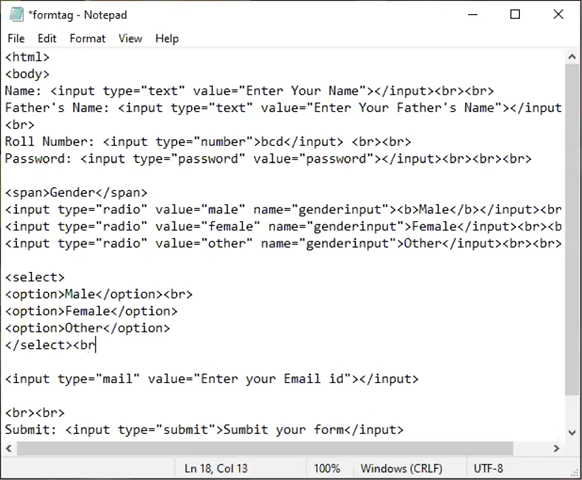 *formtag - Notepad
File Edit Format View Help
<html>
<body>
Name: <input type="text" value="Enter Your Name"></input><br><br>
Father's Name: <input type="text" value="Enter Your Father's Name"></input
<br>
Roll Number: <input type="number">bcd</input> <br><br>
Password: <input type="password" value="password"></input><br><br><br>
<span>Gender</span>
<input type="radio" value="male" name="genderinput"><b>Male</b></input><br
<input type="radio" value="female" name="genderinput">Female</input><br><b
<input type="radio" value="other" name="genderinput">Other</input><br><br>
<select>
<option>Male</option><br>
<option>Female</option>
<option>Other</option>
</select><br
<input type="mail" value="Enter your Email id"></input>
<br><br>
Submit: <input type="submit">Sumbit your form</input>
Ln 18, Col 13 100% Windows (CRLF) UTF-8